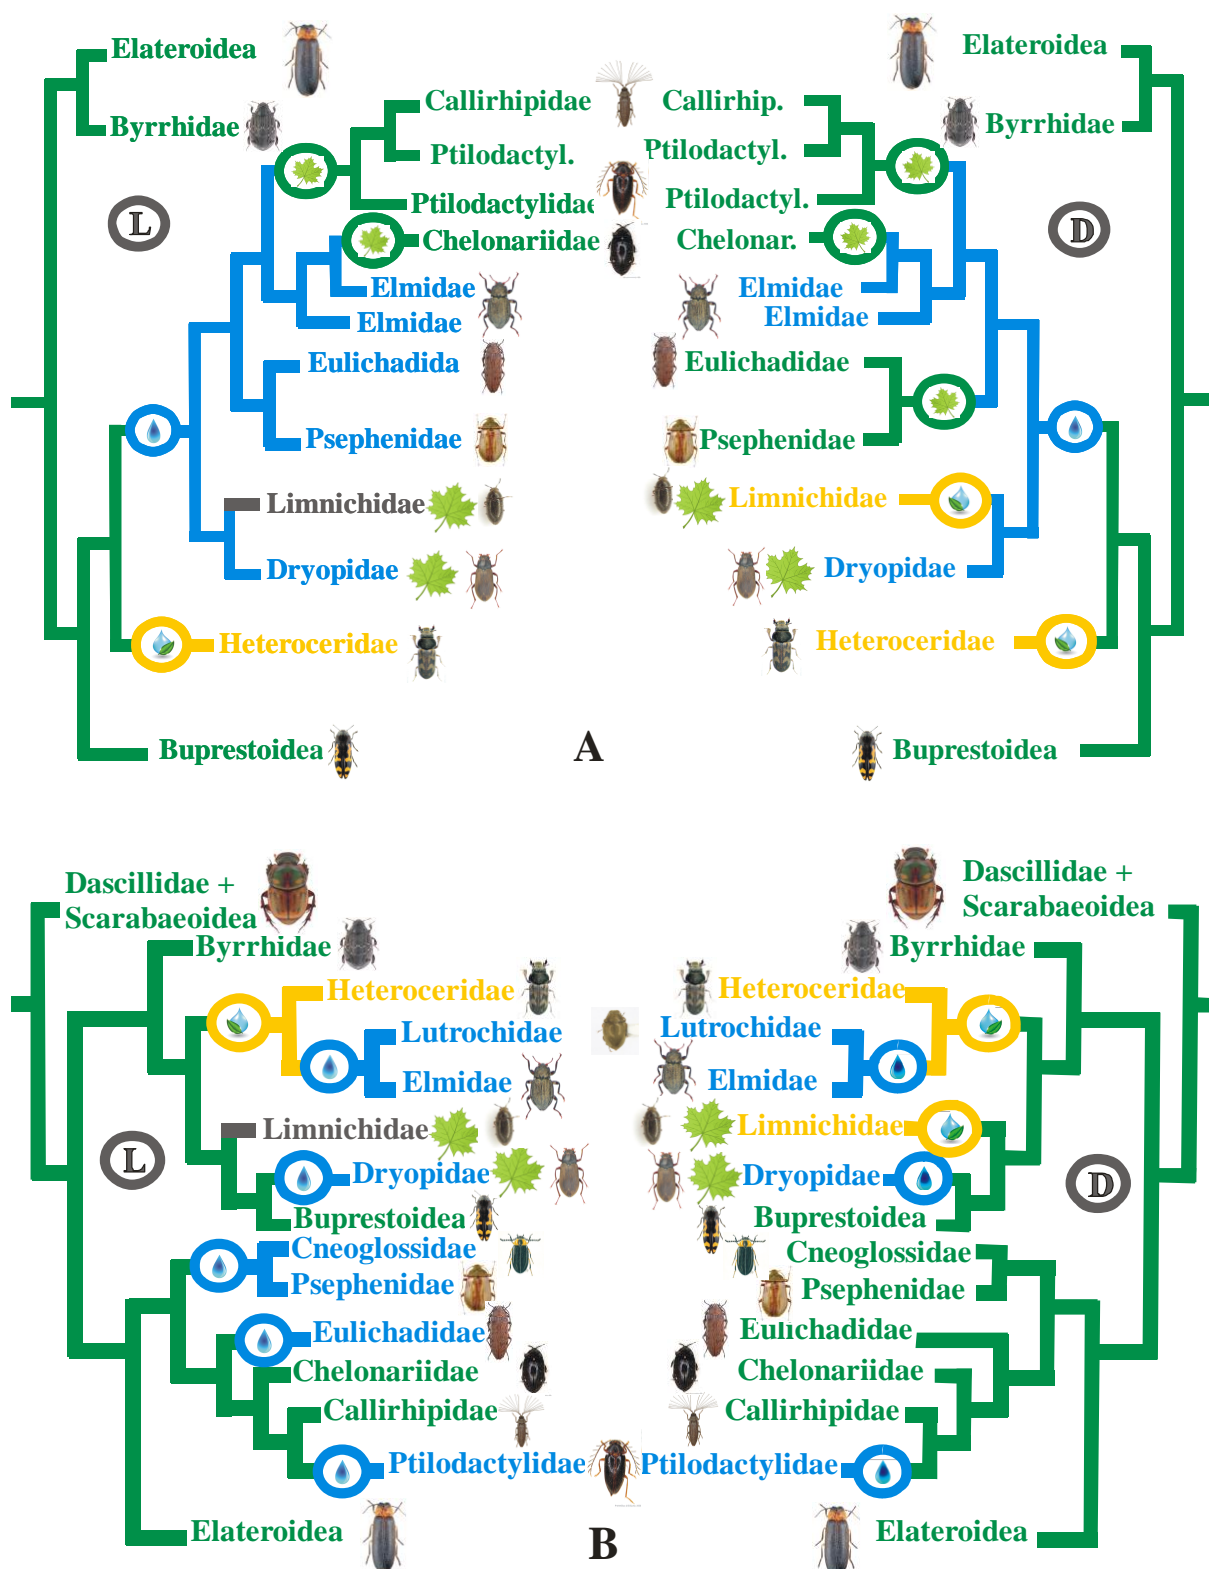 Elateroidea
Byrrhidae
L
Callirhipidae
Ptilodactyl.
Ptilodactylidae
Chelonariidae
Elmidae
Elmidae
Eulichadida
Psephenidae
Limnichidae
Dryopidae
Heteroceridae
Buprestoidea
A
Elateroidea
Byrrhidae
D
Callirhip.
Ptilodactyl.
Ptilodactyl.
Chelonar.
Elmidae
Elmidae
Eulichadidae
Psephenidae
Limnichidae
Dryopidae
Heteroceridae
Buprestoidea
Dascillidae +
Scarabaeoidea
Byrrhidae
Heteroceridae
Lutrochidae
Elmidae
Limnichidae
L
Dryopidae
Buprestoidea
Cneoglossidae
Psephenidae
Eulichadidae
Chelonariidae
Callirhipidae
Ptilodactylidae
Elateroidea
B
Dascillidae +
Scarabaeoidea
Byrrhidae
Heteroceridae
Lutrochidae
Elmidae
Limnichidae
D
Dryopidae
Buprestoidea
Cneoglossidae
Psephenidae
Eulichadidae
Chelonariidae
Callirhipidae
Ptilodactylidae
Elateroidea